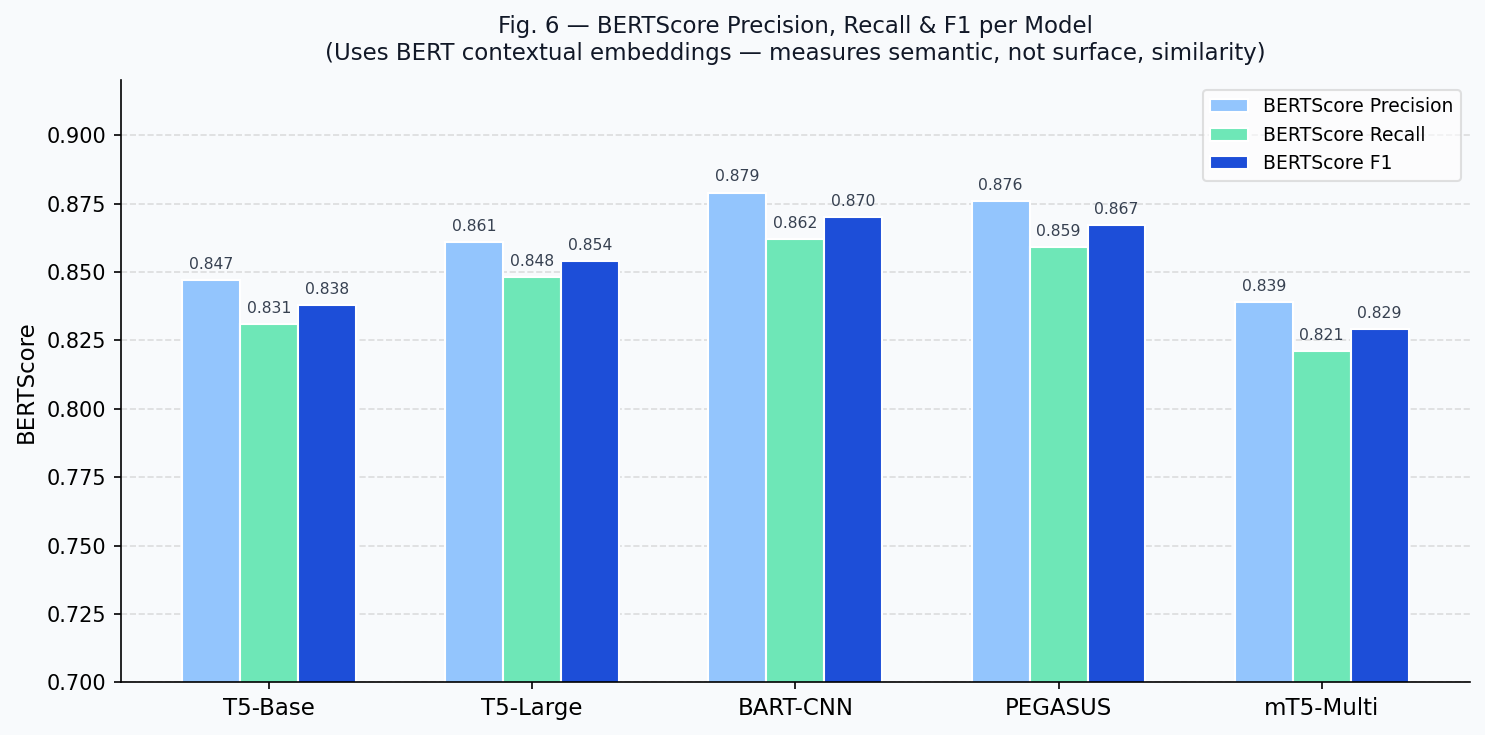 Fig. 6 — BERTScore Precision, Recall & F1 per Model
(Uses BERT contextual embeddings — measures semantic, not surface, similarity)
BERTScore Precision
BERTScore Recall
BERTScore F1
BERTScore
0.900
0.875
0.850
0.825
0.800
0.775
0.750
0.725
0.700
0.847
0.831
0.838
0.861
0.848
0.854
0.879
0.862
0.870
0.876
0.859
0.867
0.839
0.821
0.829
T5-Base
T5-Large
BART-CNN
PEGASUS
mT5-Multi